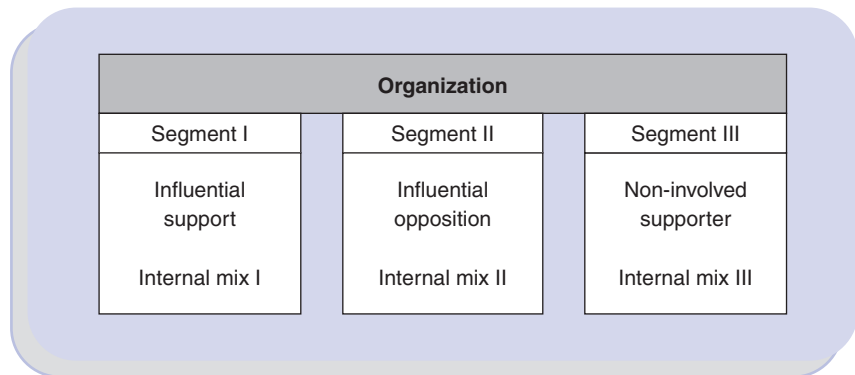 Organization
Segment I
Influential
support
Internal mix I
Segment II
Influential
opposition
Internal mix II
Segment III
Non-involved
supporter
Internal mix III